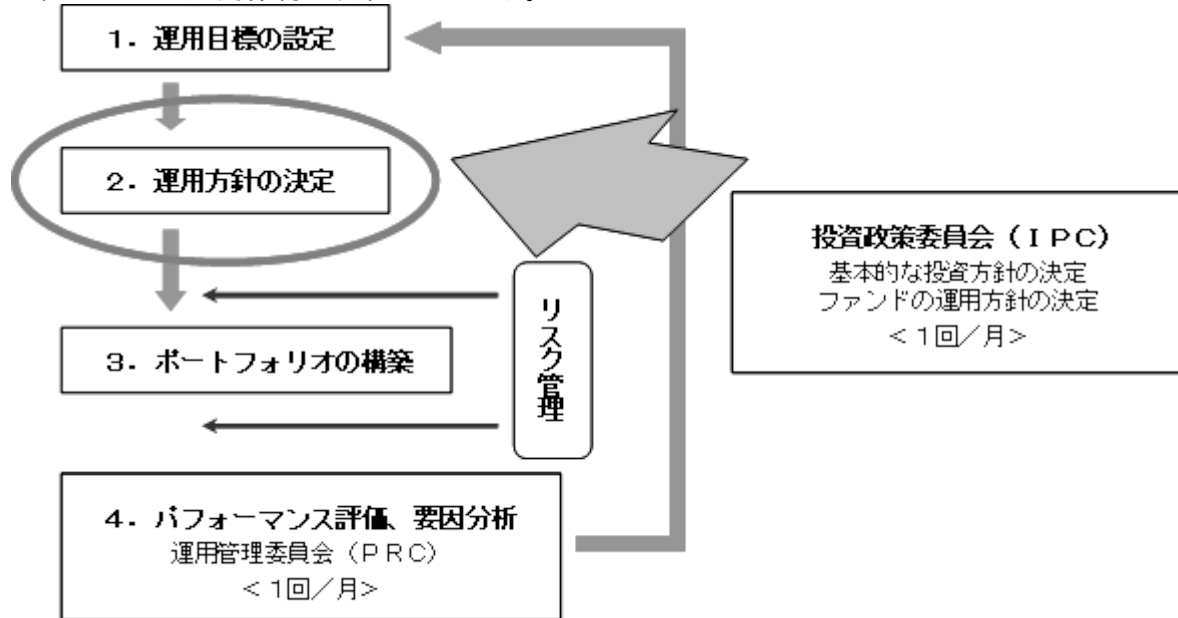 1. 運用目標の設定
2. 運用方針の決定
投資政策委員会(IPC)
基本的な投資方針の決定
ファンドの運用方針の決定
<1回/月>
リスク管理
3. ポートフォリオの構築
4. パフォーマンス評価、要因分析
運用管理委員会(PRC)
<1回/月>